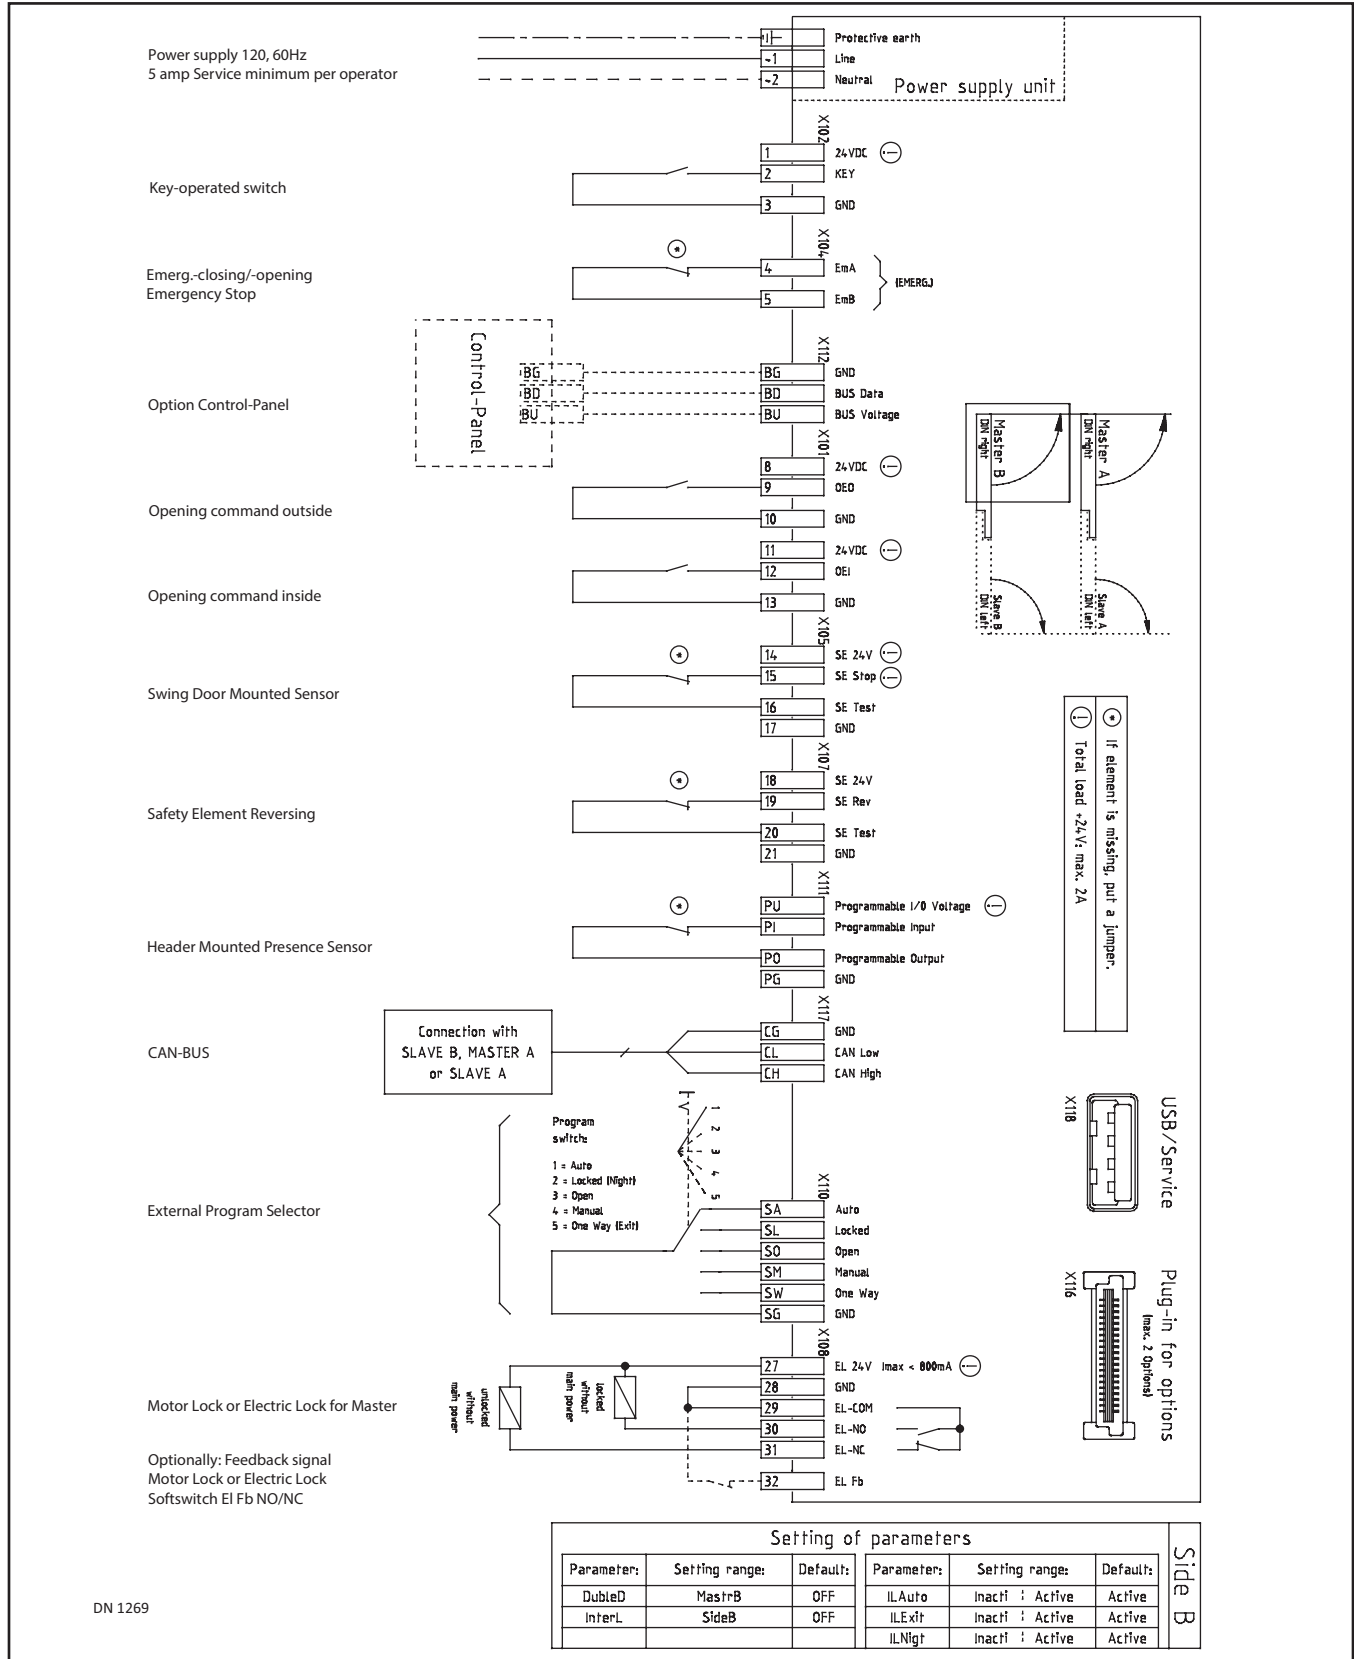 Power supply 120, 60Hz
5 amp Service minimum per operator
Protective earth
~1 Line
~2 Neutral
Power supply unit
X102
1 24VDC
2 KEY
3 GND
Key-operated switch
X104
4 EmA
5 EmB
(EMERG.)
Emerg.-closing/-opening
Emergency Stop
Control-Panel
BG
BD
BU
X112
BG GND
BD BUS Data
BU BUS Voltage
Option Control-Panel
X101
8 24VDC
9 OEO
10 GND
Opening command outside
11 24VDC
12 OEI
13 GND
Opening command inside
Master B
DIN right
Master A
DIN right
Slave B
DIN left
Slave A
DIN left
X105
14 SE 24V
15 SE Stop
16 SE Test
17 GND
Swing Door Mounted Sensor
X107
18 SE 24V
19 SE Rev
20 SE Test
21 GND
Safety Element Reversing
* If element is missing, put a jumper.
Total load +24V: max. 2A
X111
PU Programmable I/O Voltage
PI Programmable Input
PO Programmable Output
PG GND
Header Mounted Presence Sensor
X117
CG GND
CL CAN Low
CH CAN High
Connection with
SLAVE B, MASTER A
or SLAVE A
CAN-BUS
USB/Service
X118
Program
switch:
1 = Auto
2 = Locked (Night)
3 = Open
4 = Manual
5 = One Way (Exit)
1
2
3
4
5
X110
SA Auto
SL Locked
SO Open
SM Manual
SW One Way
SG GND
External Program Selector
Plug-in for options
(max. 2 Options)
X116
X108
27 EL 24V Imax < 800mA
28 GND
29 EL-COM
30 EL-NO
31 EL-NC
32 EL Fb
unlocked
without
main power
locked
without
main power
Motor Lock or Electric Lock for Master
Optionally: Feedback signal
Motor Lock or Electric Lock
Softswitch El Fb NO/NC
Setting of parameters
Parameter: Setting range: Default: Parameter: Setting range: Default:
DubleD MastrB OFF ILAuto Inacti Active Active
InterL SideB OFF ILExit Inacti Active Active
ILNigt Inacti Active Active
Side B
DN 1269